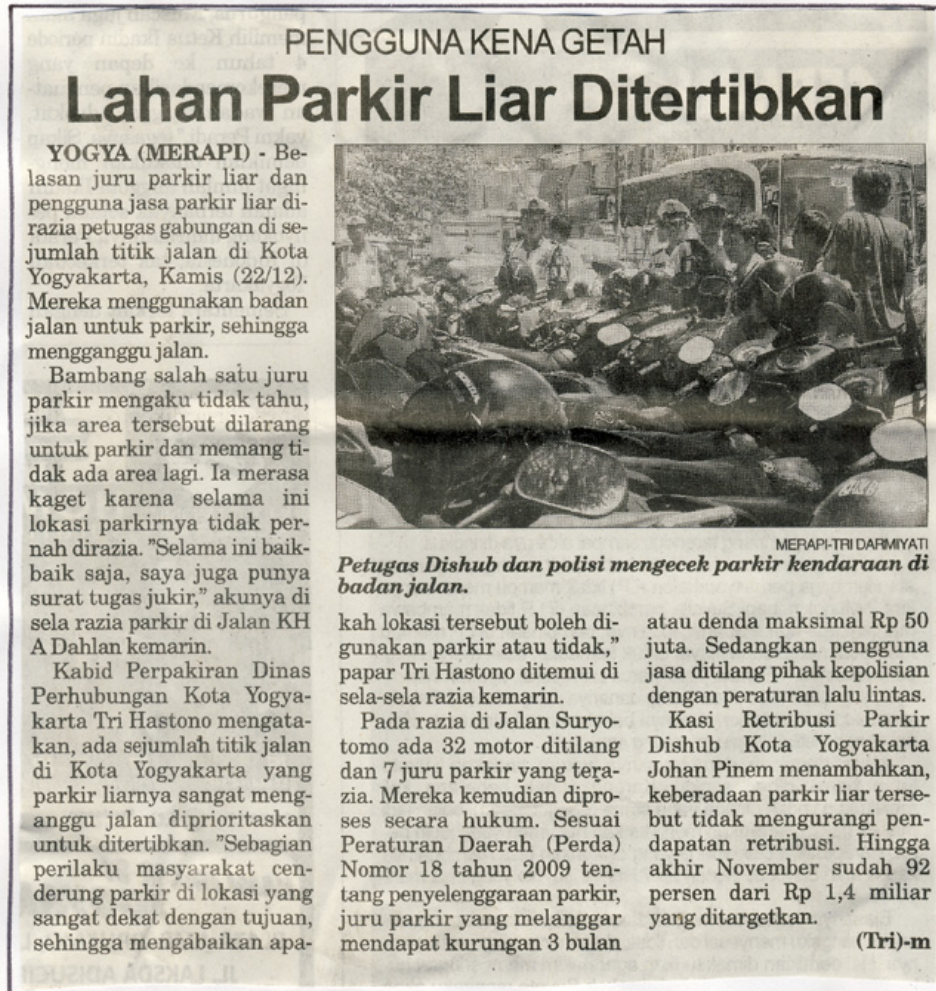 PENGGUNA KENA GETAH
Lahan Parkir Liar Ditertibkan
YOGYA (MERAPI) - Be-
lasan juru parkir liar dan
pengguna jasa parkir liar di-
razia petugas gabungan di se-
jumlah titik jalan di Kota
Yogyakarta, Kamis (22/12).
Mereka menggunakan badan
jalan untuk parkir, sehingga
mengganggu jalan.
Bambang salah satu juru
parkir mengaku tidak tahu,
jika area tersebut dilarang
untuk parkir dan memang ti-
dak ada area lagi. Ia merasa
kaget karena selama ini
lokasi parkirnya tidak per-
nah dirazia. "Selama ini baik-
baik saja, saya juga punya
surat tugas jukir," akunya di
sela razia parkir di Jalan KH
A Dahlan kemarin.
Kabid Perpakiran Dinas
Perhubungan Kota Yogya-
karta Tri Hastono mengata-
kan, ada sejumlah titik jalan
di Kota Yogyakarta yang
parkir liarnya sangat meng-
anggu jalan diprioritaskan
untuk ditertibkan. "Sebagian
perilaku masyarakat cen-
derung parkir di lokasi yang
sangat dekat dengan tujuan,
sehingga mengabaikan apa-
MERAPI-TRI DARMIYATI
Petugas Dishub dan polisi mengecek parkir kendaraan di
badan jalan.
kah lokasi tersebut boleh di-
gunakan parkir atau tidak,"
papar Tri Hastono ditemui di
sela-sela razia kemarin.
Pada razia di Jalan Suryo-
tomo ada 32 motor ditilang
dan 7 juru parkir yang tera-
zia. Mereka kemudian dipro-
ses secara hukum. Sesuai
Peraturan Daerah (Perda)
Nomor 18 tahun 2009 ten-
tang penyelenggaraan parkir,
juru parkir yang melanggar
mendapat kurungan 3 bulan
atau denda maksimal Rp 50
juta. Sedangkan pengguna
jasa ditilang pihak kepolisian
dengan peraturan lalu lintas.
Kasi Retribusi Parkir
Dishub Kota Yogyakarta
Johan Pinem menambahkan,
keberadaan parkir liar terse-
but tidak mengurangi pen-
dapatan retribusi. Hingga
akhir November sudah 92
persen dari Rp 1,4 miliar
yang ditargetkan.
(Tri)-m